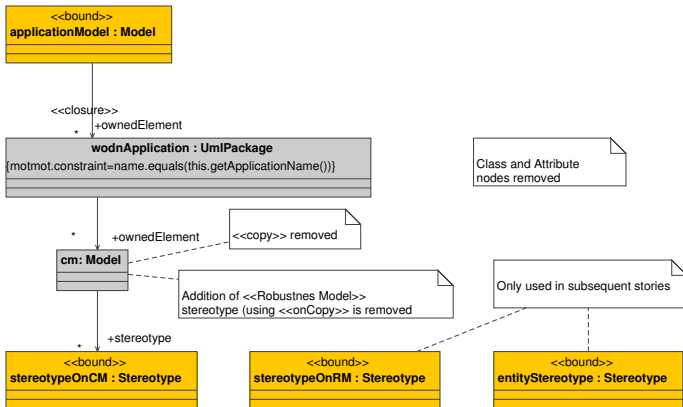 <<bound>>
applicationModel : Model
<<closure>>
+ownedElement
*
wodnApplication : UmlPackage
{motmot.constraint=name.equals(this.getApplicationName())}
Class and Attribute
nodes removed
*
+ownedElement
<<copy>> removed
cm: Model
Addition of <<Robustnes Model>>
stereotype (using <<onCopy>> is removed
Only used in subsequent stories
+stereotype
*
<<bound>>
stereotypeOnCM : Stereotype
<<bound>>
stereotypeOnRM : Stereotype
<<bound>>
entityStereotype : Stereotype